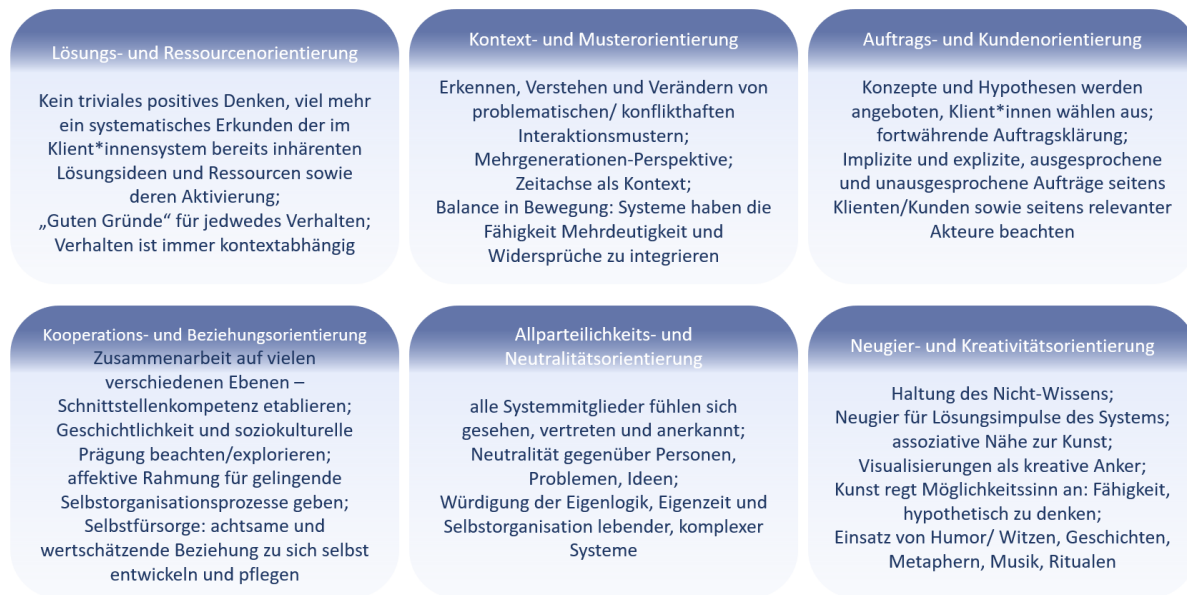 Lösungs- und Ressourcenorientierung
Kein triviales positives Denken, viel mehr
ein systematisches Erkunden der im
Klient*innensystem bereits inhärenten
Lösungsideen und Ressourcen sowie
deren Aktivierung;
„Guten Gründe“ für jedwedes Verhalten;
Verhalten ist immer kontextabhängig
Kontext- und Musterorientierung
Erkennen, Verstehen und Verändern von
problematischen/ konflikthaften
Interaktionsmustern;
Mehrgenerationen-Perspektive;
Zeitachse als Kontext;
Balance in Bewegung: Systeme haben die
Fähigkeit Mehrdeutigkeit und
Widersprüche zu integrieren
Auftrags- und Kundenorientierung
Konzepte und Hypothesen werden
angeboten, Klient*innen wählen aus;
fortwährende Auftragsklärung;
Implizite und explizite, ausgesprochene
und unausgesprochene Aufträge seitens
Klienten/Kunden sowie seitens relevanter
Akteure beachten
Kooperations- und Beziehungsorientierung
Zusammenarbeit auf vielen
verschiedenen Ebenen –
Schnittstellenkompetenz etablieren;
Geschichtlichkeit und soziokulturelle
Prägung beachten/explorieren;
affektive Rahmung für gelingende
Selbstorganisationsprozesse geben;
Selbstfürsorge: achtsame und
wertschätzende Beziehung zu sich selbst
entwickeln und pflegen
Allparteilichkeits- und
Neutralitätsorientierung
alle Systemmitglieder fühlen sich
gesehen, vertreten und anerkannt;
Neutralität gegenüber Personen,
Problemen, Ideen;
Würdigung der Eigenlogik, Eigenzeit und
Selbstorganisation lebender, komplexer
Systeme
Neugier- und Kreativitätsorientierung
Haltung des Nicht-Wissens;
Neugier für Lösungsimpulse des Systems;
assoziative Nähe zur Kunst;
Visualisierungen als kreative Anker;
Kunst regt Möglichkeitssinn an: Fähigkeit,
hypothetisch zu denken;
Einsatz von Humor/ Witzen, Geschichten,
Metaphern, Musik, Ritualen